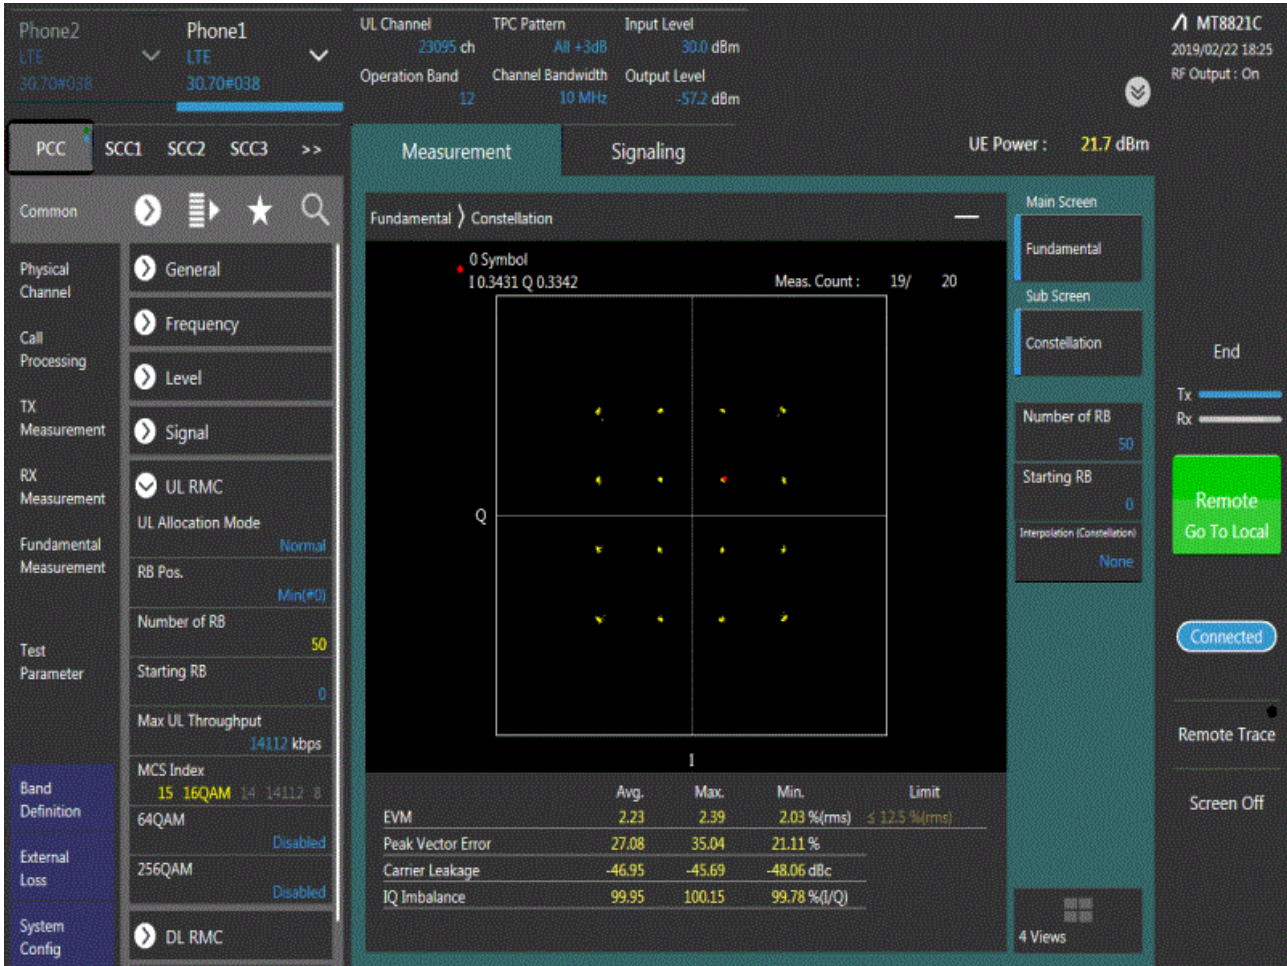 Phone2
LTE
30.70#038
Phone1
LTE
30.70#038
UL Channel
23095 ch
TPC Pattern
All +3dB
Input Level
30.0 dBm
Operation Band
12
Channel Bandwidth
10 MHz
Output Level
-57.2 dBm
MT8821C
2019/02/22 18:25
RF Output : On
PCC SCC1 SCC2 SCC3 >>
Measurement
Signaling
UE Power : 21.7 dBm
Common
Physical
Channel
Call
Processing
TX
Measurement
RX
Measurement
Fundamental
Measurement
Test
Parameter
Band
Definition
External
Loss
System
Config
General
Frequency
Level
Signal
UL RMC
UL Allocation Mode
Normal
RB Pos.
Min(#0)
Number of RB
50
Starting RB
0
Max UL Throughput
14112 kbps
MCS Index
15 16QAM 14 14112 8
64QAM
Disabled
256QAM
Disabled
DL RMC
Fundamental 〉 Constellation
0 Symbol
I 0.3431 Q 0.3342
Meas. Count : 19/ 20
Q
I
Avg. Max. Min. Limit
EVM 2.23 2.39 2.03 %(rms) ≤ 12.5 %(rms)
Peak Vector Error 27.08 35.04 21.11 %
Carrier Leakage -46.95 -45.69 -48.06 dBc
IQ Imbalance 99.95 100.15 99.78 %(I/Q)
Main Screen
Fundamental
Sub Screen
Constellation
Number of RB
50
Starting RB
0
Interpolation (Constellation)
None
4 Views
End
Tx
Rx
Remote
Go To Local
Connected
Remote Trace
Screen Off